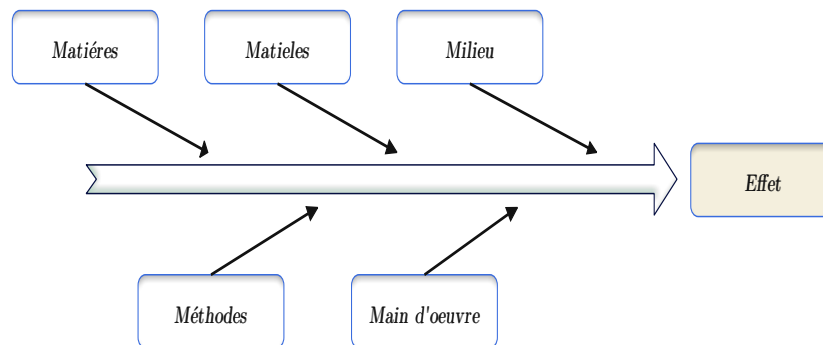 Matiéres
Matieles
Milieu
Effet
Méthodes
Main d'oeuvre